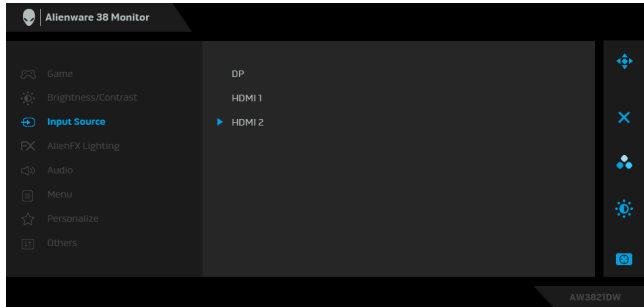 Alienware 38 Monitor
Game
Brightness/Contrast
Input Source
FX AlienFX Lighting
Audio
Menu
Personalize
Others
DP
HDMI 1
HDMI 2
AW3821DW